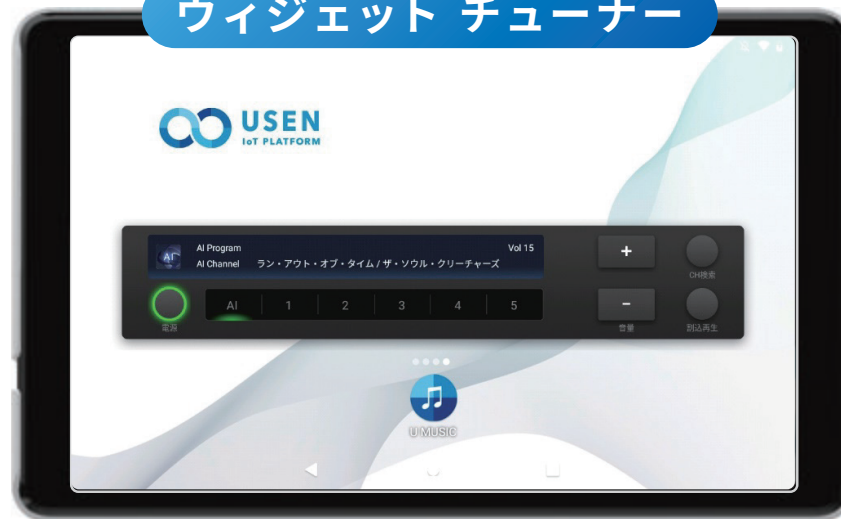 ウィジェット チューナー
USEN
IoT PLATFORM
AI
AI Program
Vol 15
AI Channel ラン・アウト・オブ・タイム / ザ・ソウル・クリーチャーズ
+
CH検索
AI 1 2 3 4 5
-
電源
音量
割込再生
U MUSIC